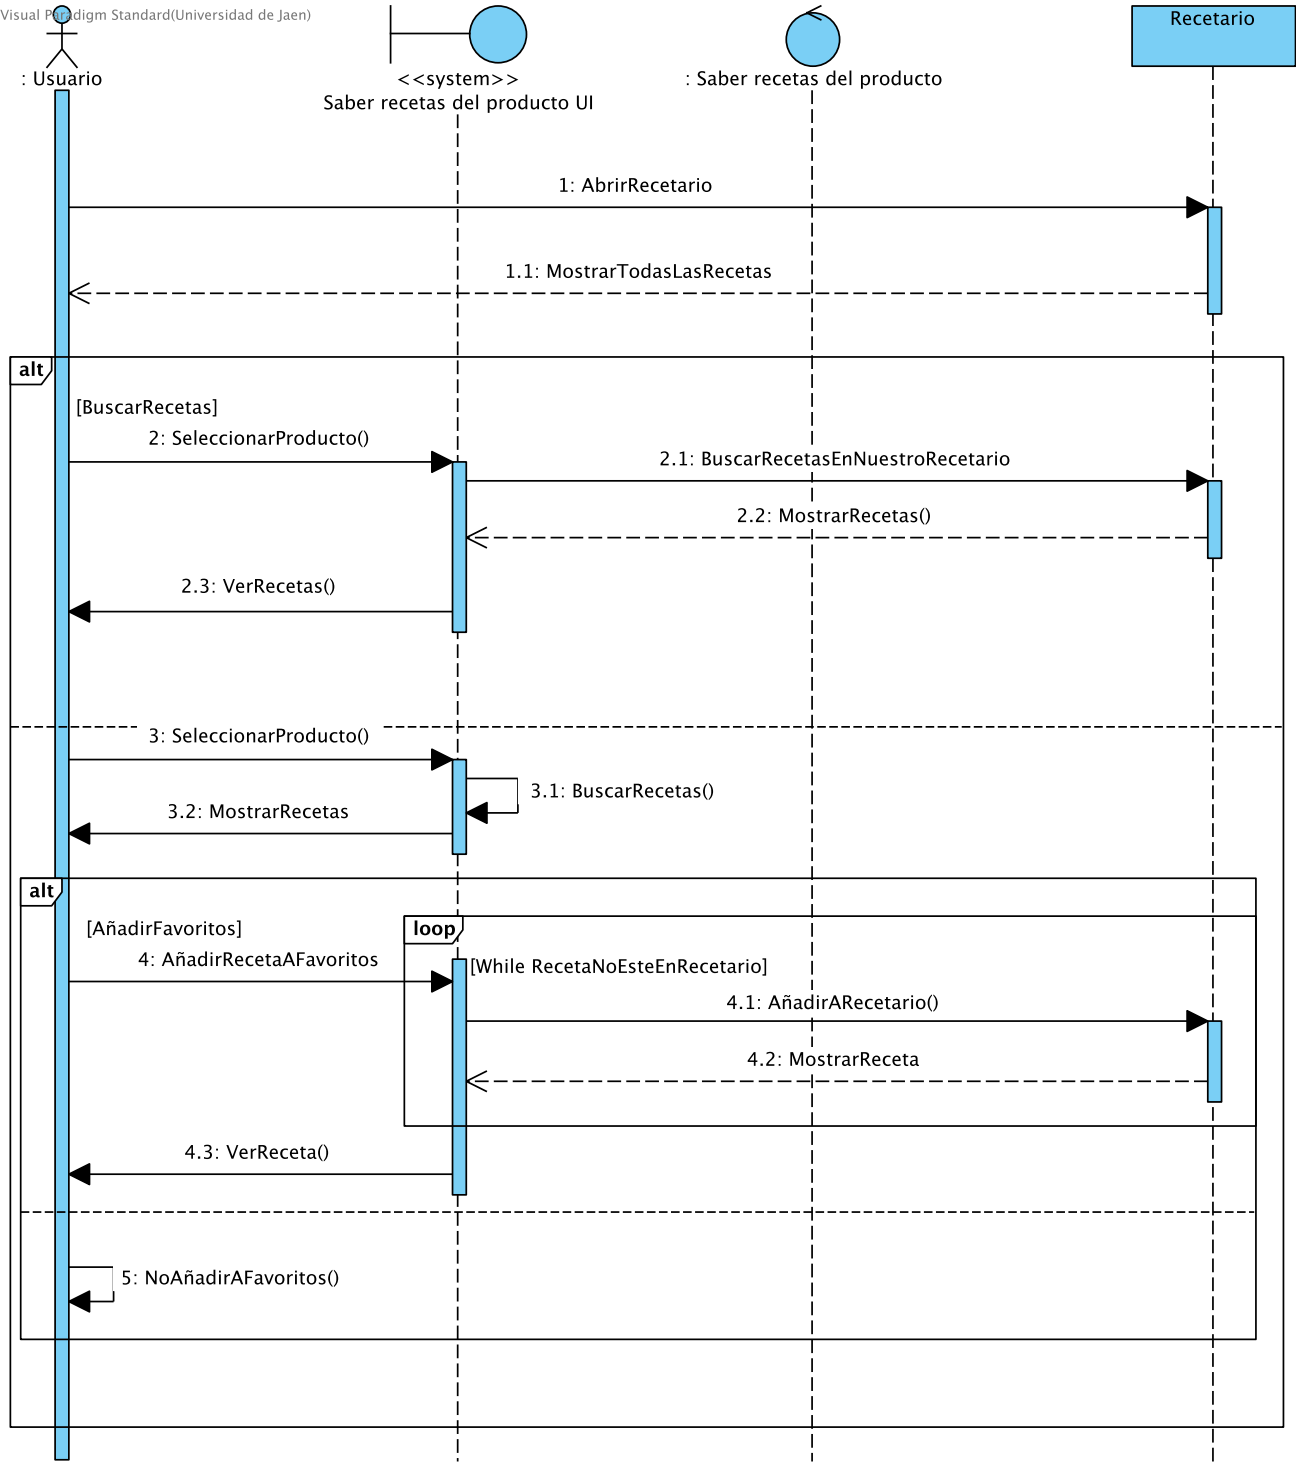 Visual Paradigm Standard(Universidad de Jaen)
: Usuario
<<system>>
Saber recetas del producto UI
: Saber recetas del producto
Recetario
1: AbrirRecetario
1.1: MostrarTodasLasRecetas
alt
[BuscarRecetas]
2: SeleccionarProducto()
2.1: BuscarRecetasEnNuestroRecetario
2.2: MostrarRecetas()
2.3: VerRecetas()
3: SeleccionarProducto()
3.1: BuscarRecetas()
3.2: MostrarRecetas
alt
[AñadirFavoritos]
loop
4: AñadirRecetaAFavoritos
[While RecetaNoEsteEnRecetario]
4.1: AñadirARecetario()
4.2: MostrarReceta
4.3: VerReceta()
5: NoAñadirAFavoritos()